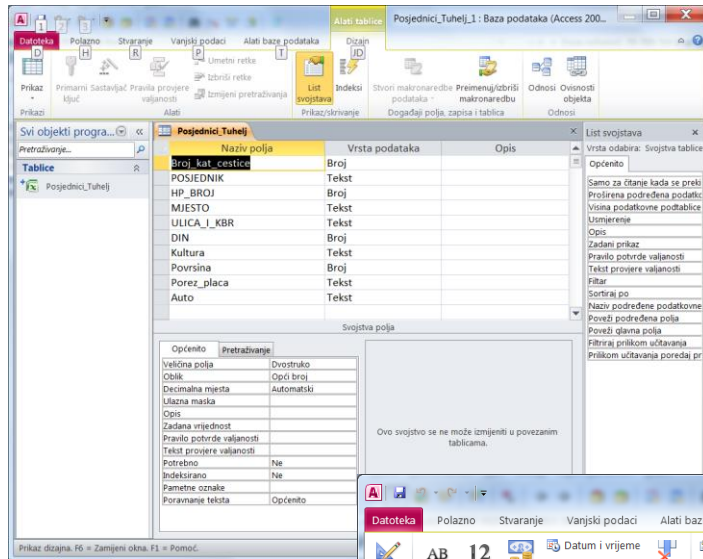 1 2 3
Alati tablice
Posjednici_Tuhelj_1 : Baza podataka (Access 200...
Datoteka Polazno Stvaranje Vanjski podaci Alati baze podataka Dizajn
D H R P T JD
Prikaz
Primarni ključ
Sastavljač
Pravila provjere valjanosti
Umetni retke
Izbriši retke
Izmijeni pretraživanja
List svojstava
Indeksi
Stvori makronaredbe podataka
Preimenuj/izbriši makronaredbu
Odnosi
Ovisnosti objekta
Prikazi
Alati
Prikaz/skrivanje
Događaji polja, zapisa i tablica
Odnosi
Svi objekti progra...
Pretraživanje...
Tablice
Posjednici_Tuhelj
Posjednici_Tuhelj
Naziv polja Vrsta podataka Opis
Broj_kat_cestice Broj
POSJEDNIK Tekst
HP_BROJ Broj
MJESTO Tekst
ULICA_I_KBR Tekst
DIN Broj
Kultura Tekst
Povrsina Broj
Porez_placa Tekst
Auto Tekst
Svojstva polja
Općenito Pretraživanje
Veličina polja Dvostruko
Oblik Opći broj
Decimalna mjesta Automatski
Ulazna maska
Opis
Zadana vrijednost
Pravilo potvrde valjanosti
Tekst provjere valjanosti
Potrebno Ne
Indeksirano Ne
Pametne oznake
Poravnanje teksta Općenito
Ovo svojstvo se ne može izmijeniti u povezanim
tablicama.
List svojstava
Vrsta odabira: Svojstva tablice
Općenito
Samo za čitanje kada se preki
Proširena podređena podatkc
Visina podatkovne podtablice
Usmjerenje
Opis
Zadani prikaz
Pravilo potvrde valjanosti
Tekst provjere valjanosti
Filtar
Sortiraj po
Naziv podređene podatkovne
Poveži podređena polja
Poveži glavna polja
Filtriraj prilikom učitavanja
Prilikom učitavanja poredaj pr
Prikaz dizajna. F6 = Zamijeni okna. F1 = Pomoć.
Datoteka Polazno Stvaranje Vanjski podaci Alati baz
AB 12 Datum i vrijeme